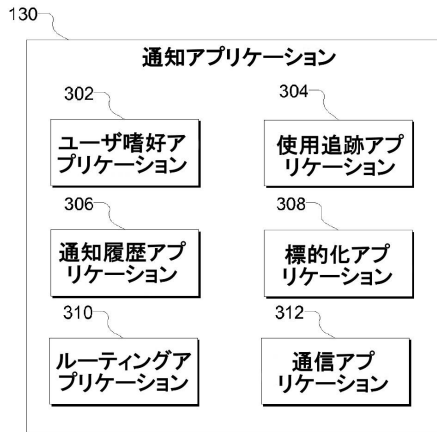 130
通知アプリケーション
302
ユーザ嗜好ア
プリケーション
304
使用追跡アプ
リケーション
306
通知履歴アプ
リケーション
308
標的化アプ
リケーション
310
ルーティングア
プリケーション
312
通信アプ
リケーション